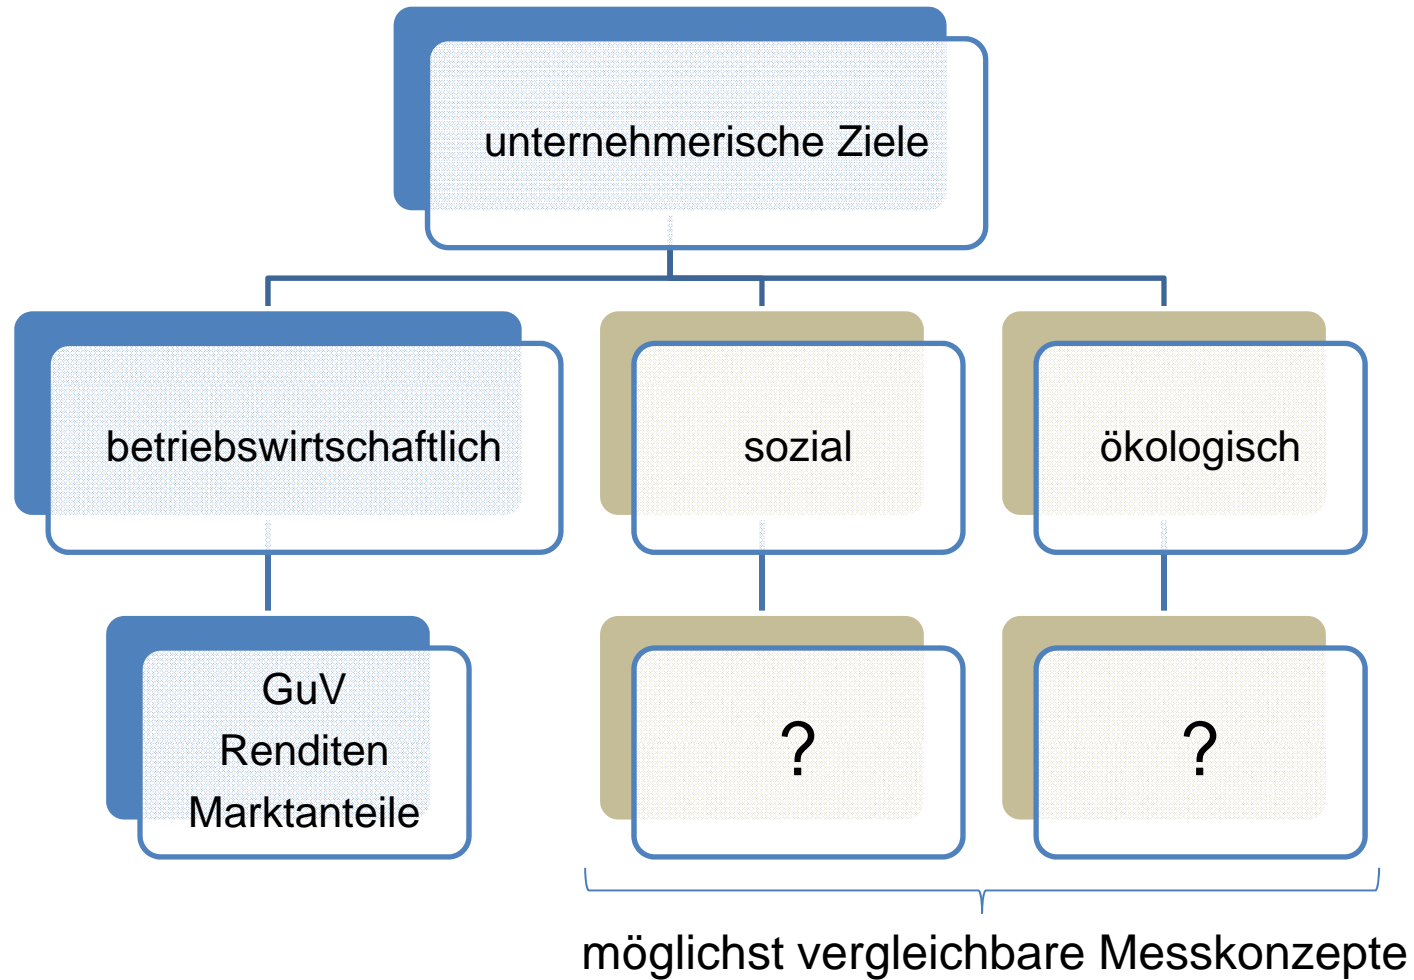 unternehmerische Ziele
betriebswirtschaftlich
sozial
ökologisch
GuV
Renditen
Marktanteile
?
?
möglichst vergleichbare Messkonzepte